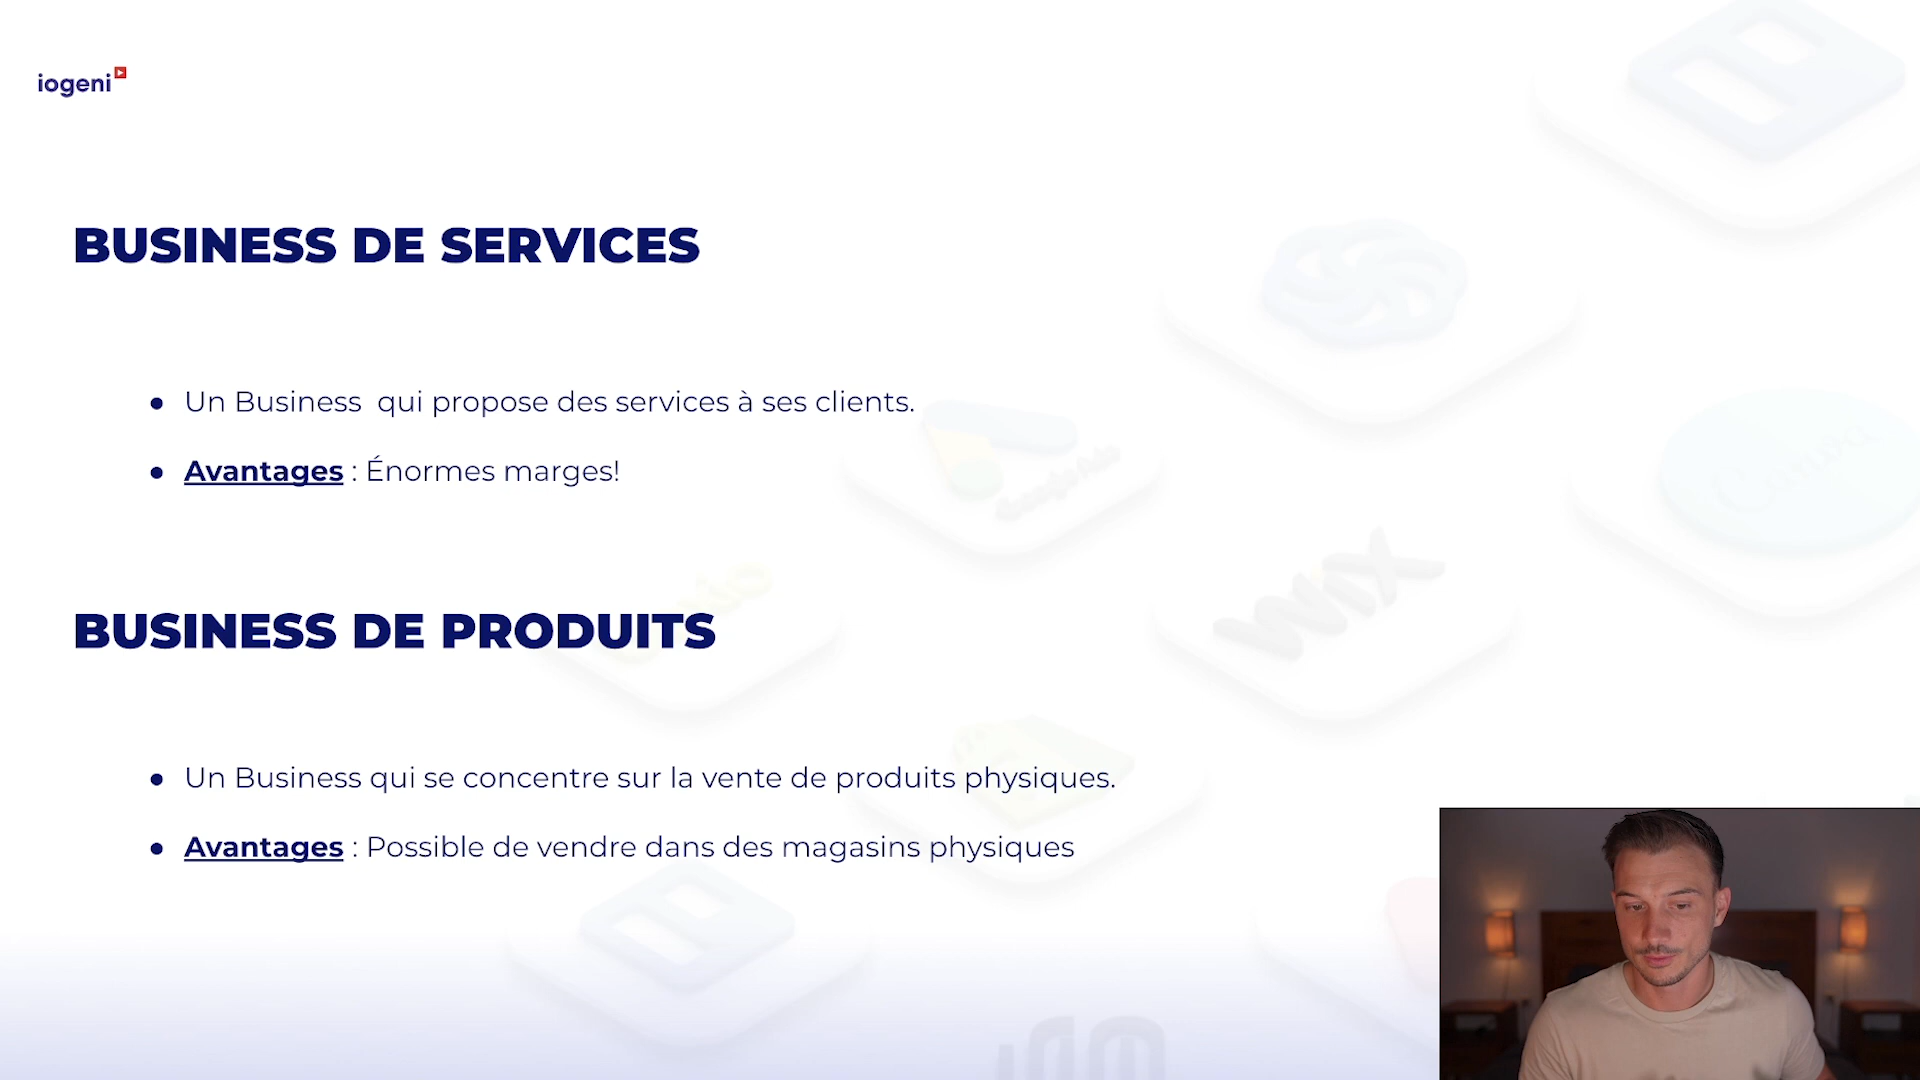 iogeni
BUSINESS DE SERVICES
● Un Business  qui propose des services à ses clients.
● Avantages : Énormes marges!
WIX
BUSINESS DE PRODUITS
● Un Business qui se concentre sur la vente de produits physiques.
● Avantages : Possible de vendre dans des magasins physiques